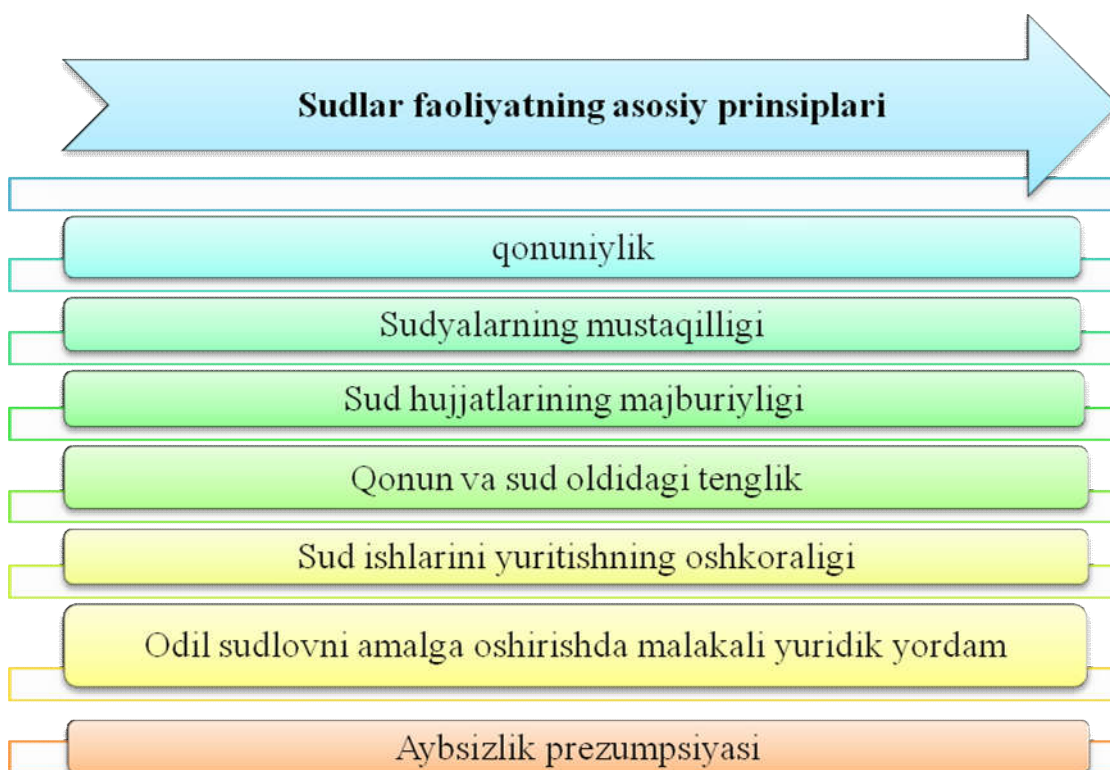 Sudlar faoliyatning asosiy prinsiplari
qonuniylik
Sudyalarning mustaqilligi
Sud hujjatlarining majburiyligi
Qonun va sud oldidagi tenglik
Sud ishlarini yuritishning oshkoraligi
Odil sudlovni amalga oshirishda malakali yuridik yordam
Aybsizlik prezumpsiyasi